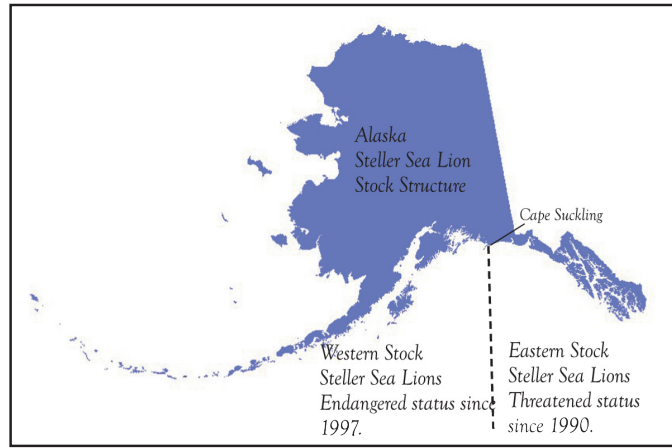 Alaska
Steller Sea Lion
Stock Structure
Cape Suckling
Western Stock
Steller Sea Lions
Endangered status since
1997.
Eastern Stock
Steller Sea Lions
Threatened status
since 1990.